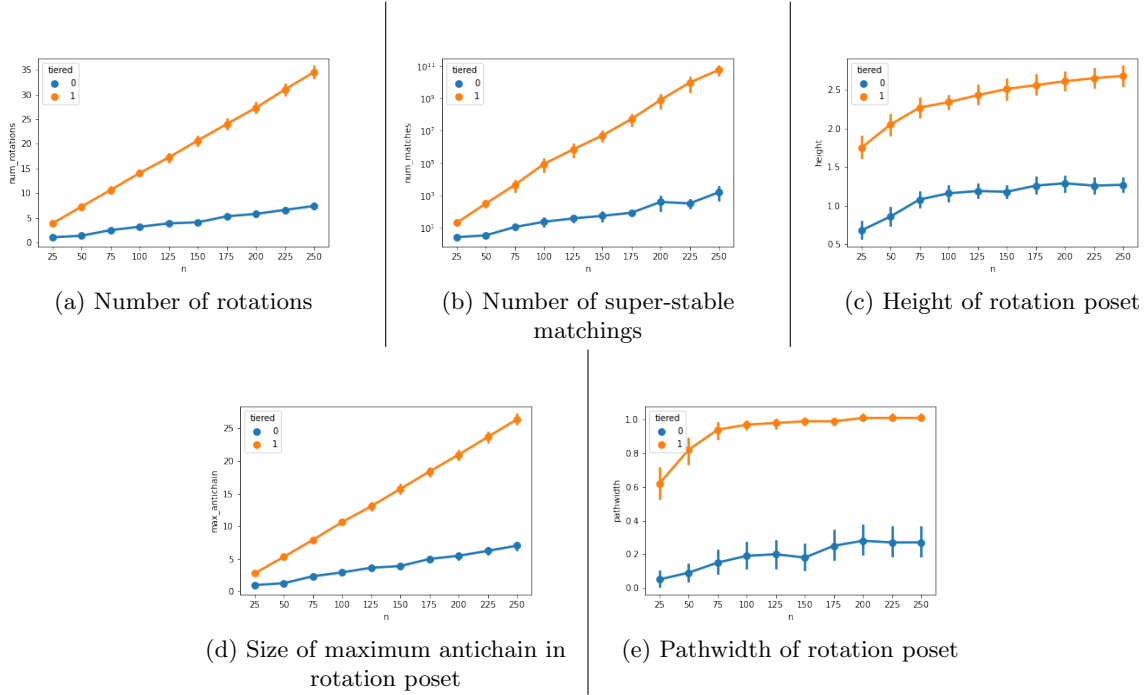 tiered
0
1
35
30
25
20
15
10
5
0
num_rotations
25 50 75 100 125 150 175 200 225 250
n
(a) Number of rotations
tiered
0
1
10^11
10^9
10^7
10^5
10^3
10^1
num_matches
25 50 75 100 125 150 175 200 225 250
n
(b) Number of super-stable
matchings
tiered
0
1
2.5
2.0
1.5
1.0
0.5
height
25 50 75 100 125 150 175 200 225 250
n
(c) Height of rotation poset
tiered
0
1
25
20
15
10
5
0
max_antichain
25 50 75 100 125 150 175 200 225 250
n
(d) Size of maximum antichain in
rotation poset
tiered
0
1
1.0
0.8
0.6
0.4
0.2
0.0
pathwidth
25 50 75 100 125 150 175 200 225 250
n
(e) Pathwidth of rotation poset